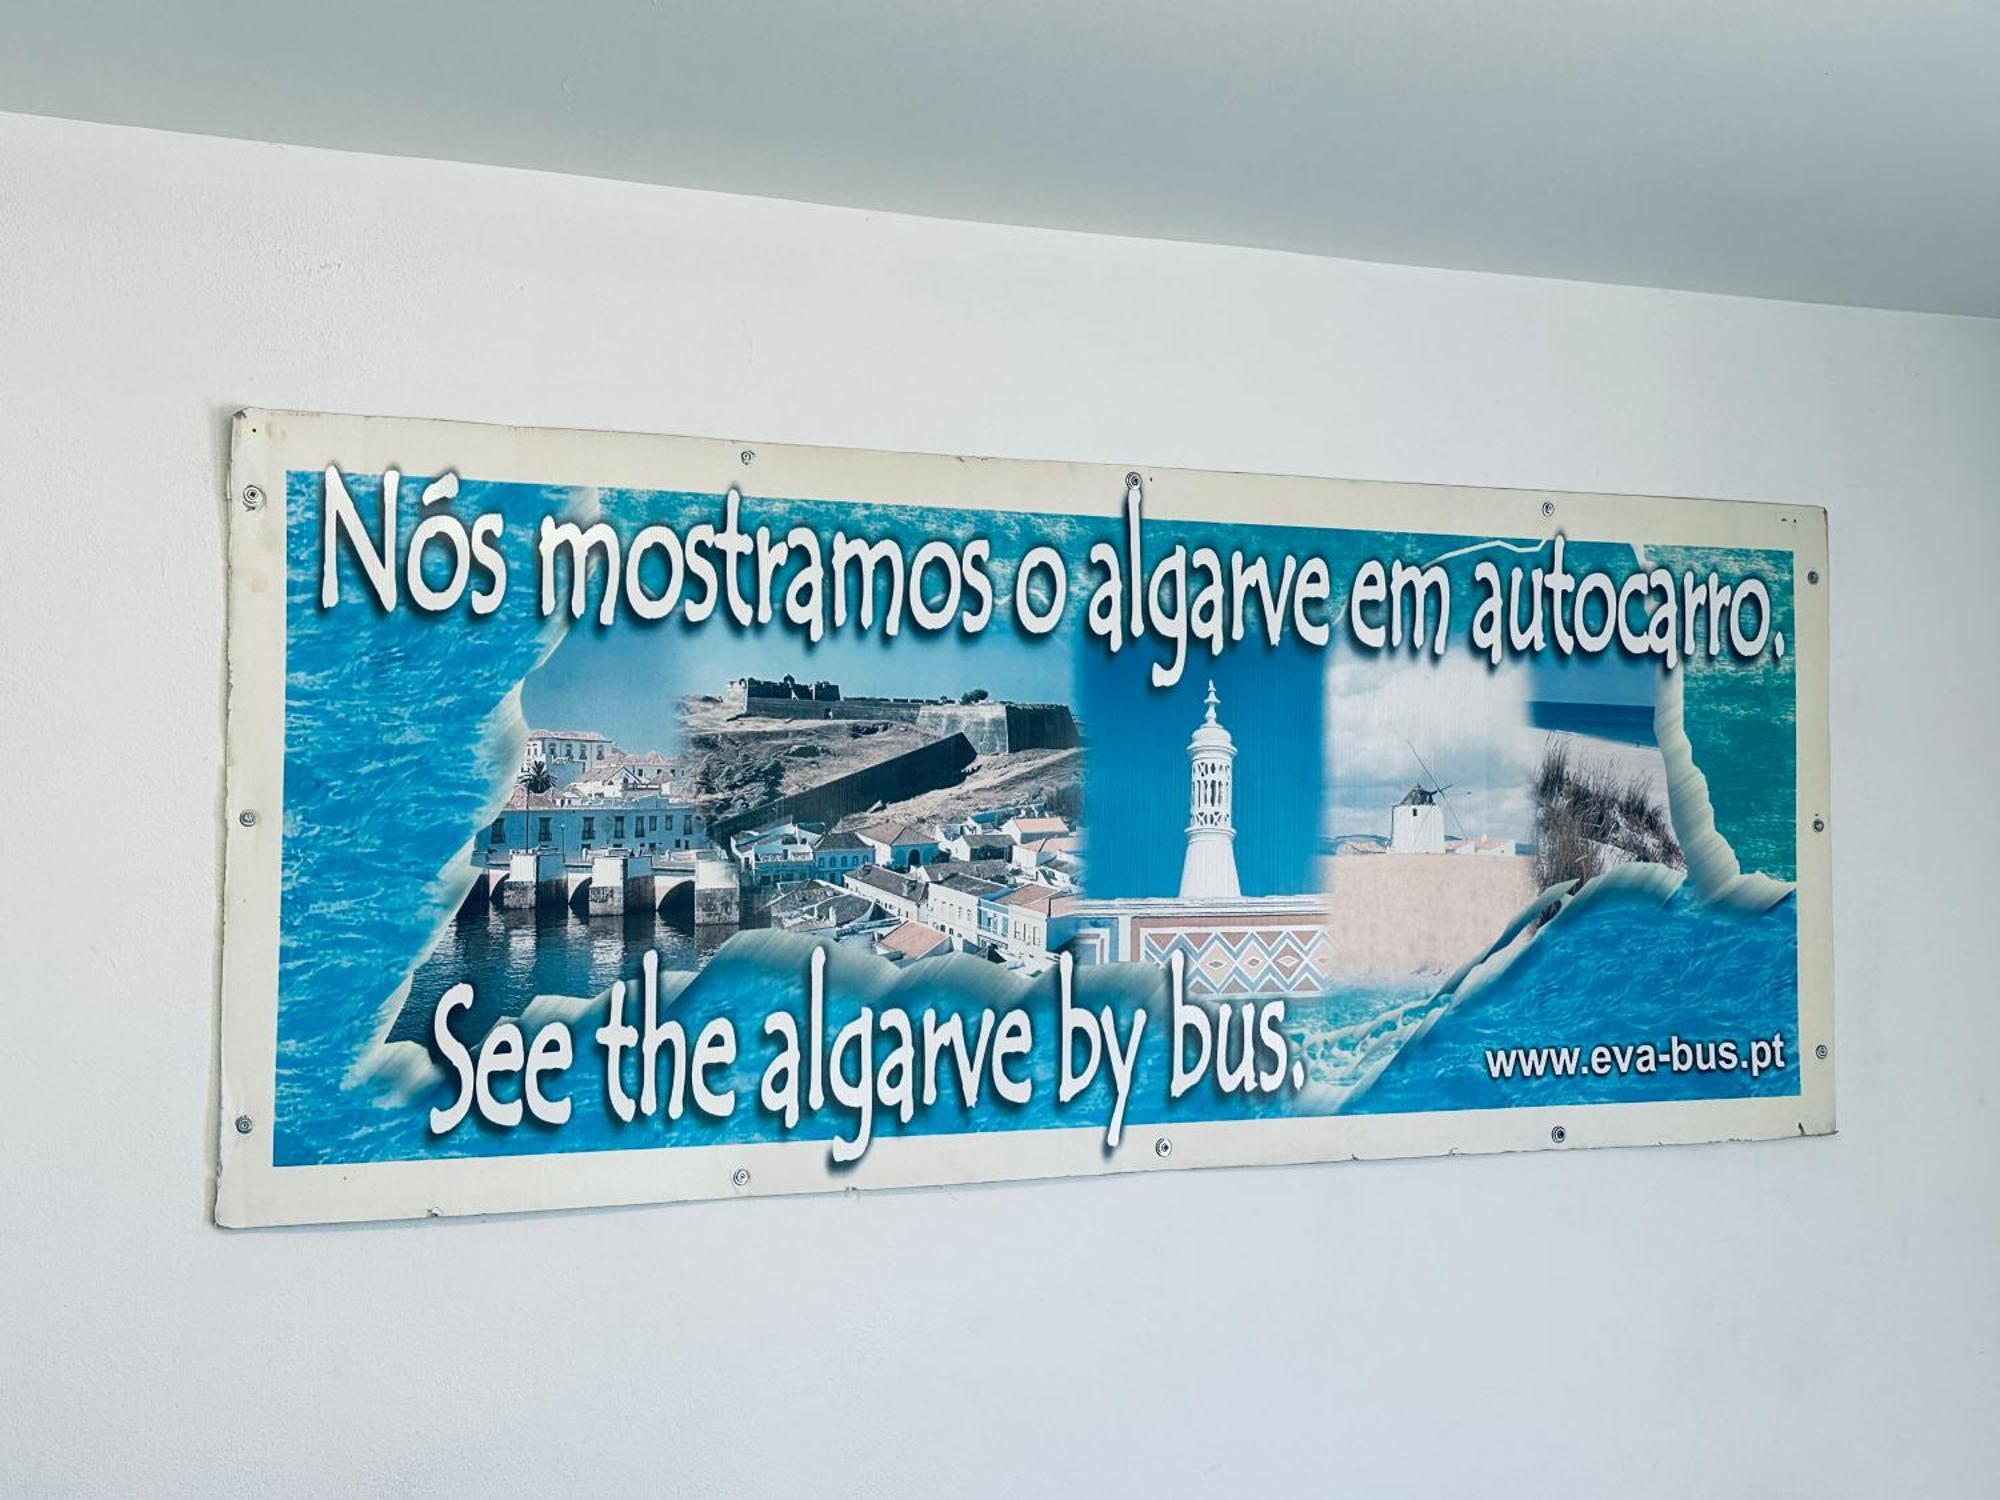 Nós mostramos o algarve em autocarro.
See the algarve by bus.
www.eva-bus.pt